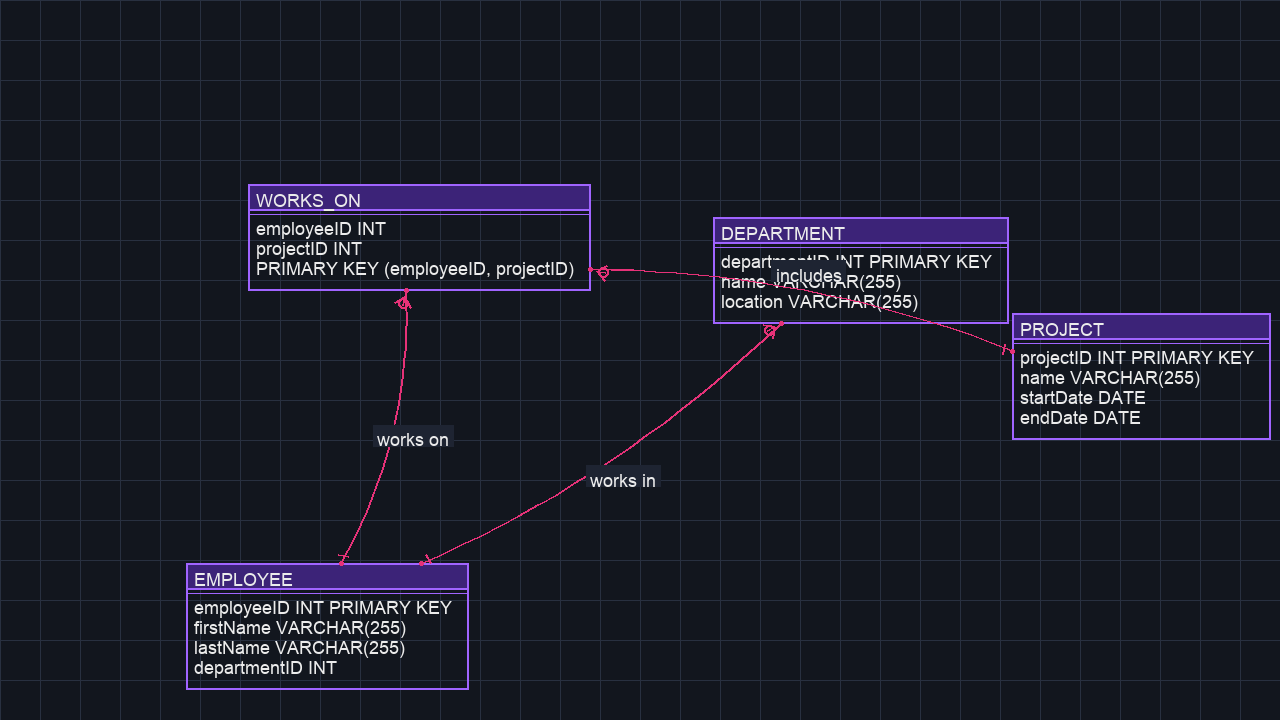 WORKS_ON
employeeID INT
projectID INT
PRIMARY KEY (employeeID, projectID)
DEPARTMENT
departmentID INT PRIMARY KEY
includes
name VARCHAR(255)
location VARCHAR(255)
PROJECT
projectID INT PRIMARY KEY
name VARCHAR(255)
startDate DATE
endDate DATE
works on
works in
EMPLOYEE
employeeID INT PRIMARY KEY
firstName VARCHAR(255)
lastName VARCHAR(255)
departmentID INT